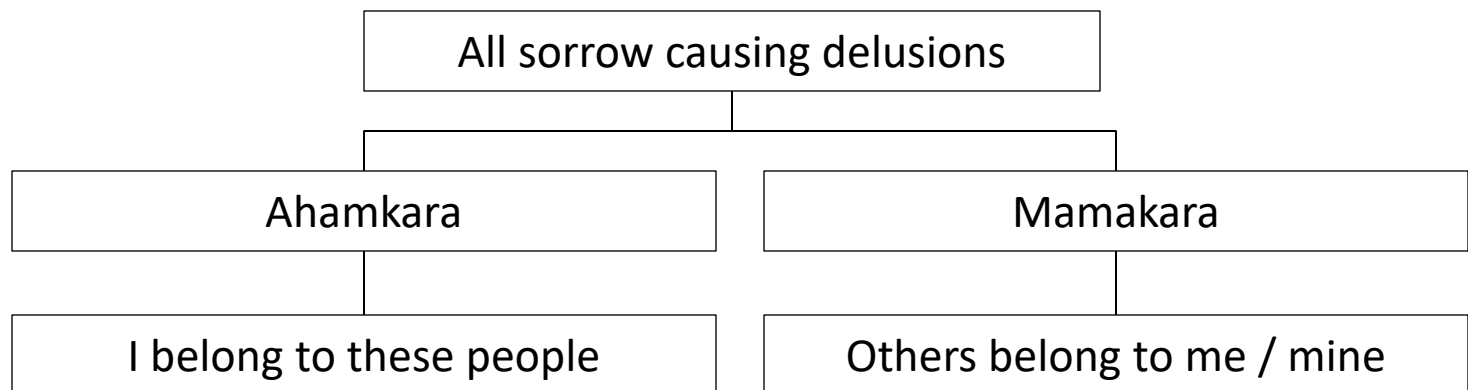 All sorrow causing delusions
Ahamkara
Mamakara
I belong to these people
Others belong to me / mine